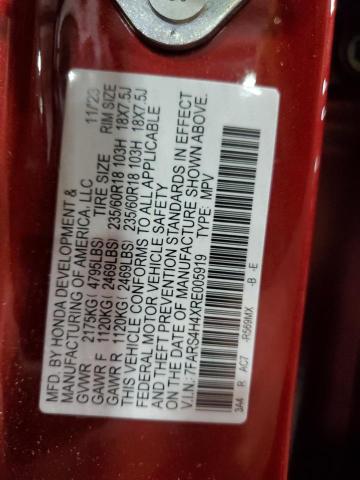 MFD. BY HONDA DEVELOPMENT & 11/23
MANUFACTURING OF AMERICA, LLC
GVWR 2175KG( 4795LBS) TIRE SIZE RIM SIZE
GAWR F 1120KG( 2469LBS) 235/60R18 103H 18X7.5J
GAWR R 1120KG( 2469LBS) 235/60R18 103H 18X7.5J
THIS VEHICLE CONFORMS TO ALL APPLICABLE
FEDERAL MOTOR VEHICLE SAFETY
AND THEFT PREVENTION STANDARDS IN EFFECT
ON THE DATE OF MANUFACTURE SHOWN ABOVE.
V.I.N.: 7FARS4H4XRE005919 TYPE: MPV
3A4 R AC7 -R569MX -B -E